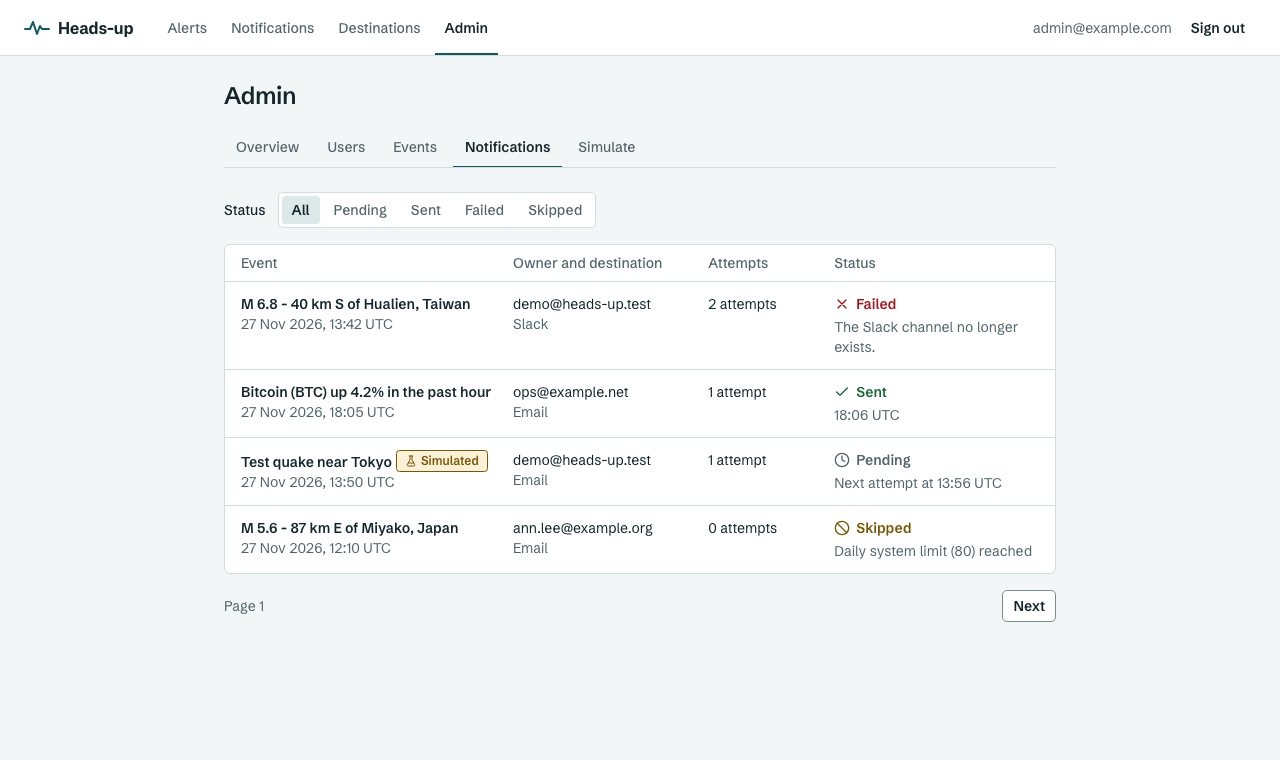 Heads-up Alerts Notifications Destinations Admin admin@example.com Sign out
Admin
Overview Users Events Notifications Simulate
Status All Pending Sent Failed Skipped
Event Owner and destination Attempts Status
M 6.8 - 40 km S of Hualien, Taiwan demo@heads-up.test 2 attempts Failed
27 Nov 2026, 13:42 UTC Slack The Slack channel no longer
exists.
Bitcoin (BTC) up 4.2% in the past hour ops@example.net 1 attempt Sent
27 Nov 2026, 18:05 UTC Email 18:06 UTC
Test quake near Tokyo Simulated demo@heads-up.test 1 attempt Pending
27 Nov 2026, 13:50 UTC Email Next attempt at 13:56 UTC
M 5.6 - 87 km E of Miyako, Japan ann.lee@example.org 0 attempts Skipped
27 Nov 2026, 12:10 UTC Email Daily system limit (80) reached
Page 1 Next